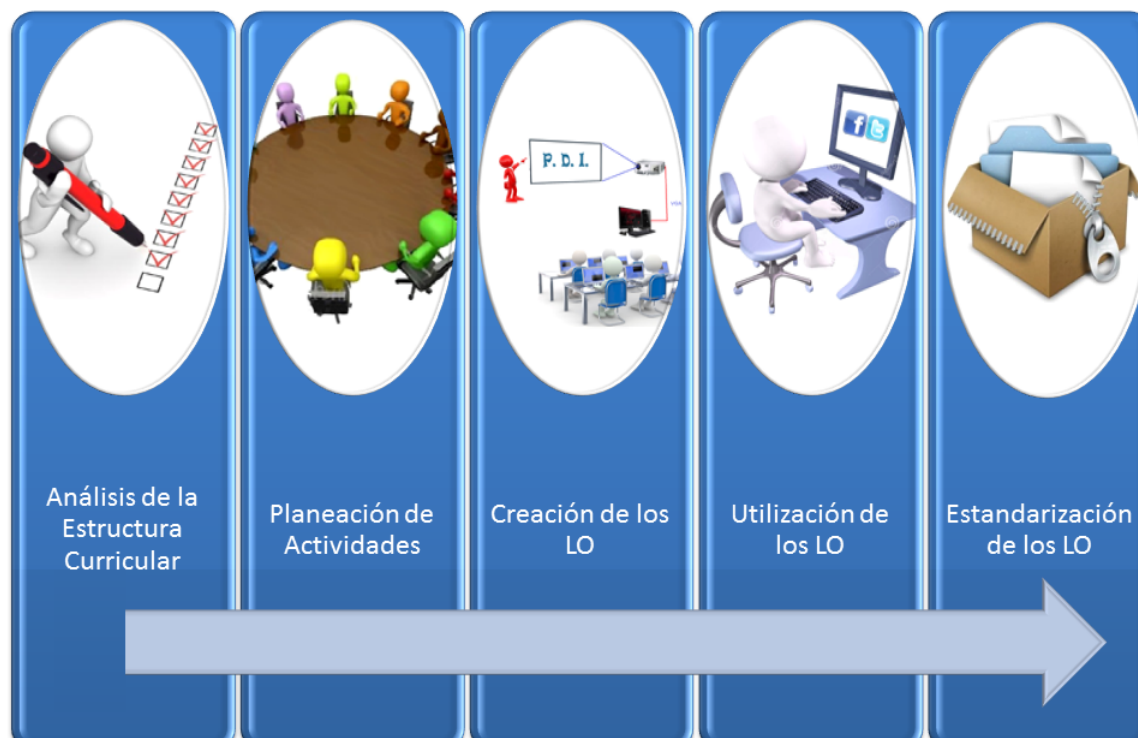 P. D. I.
VGA
f
t
Análisis de la
Estructura
Curricular
Planeación de
Actividades
Creación de los
LO
Utilización de
los LO
Estandarización
de los LO